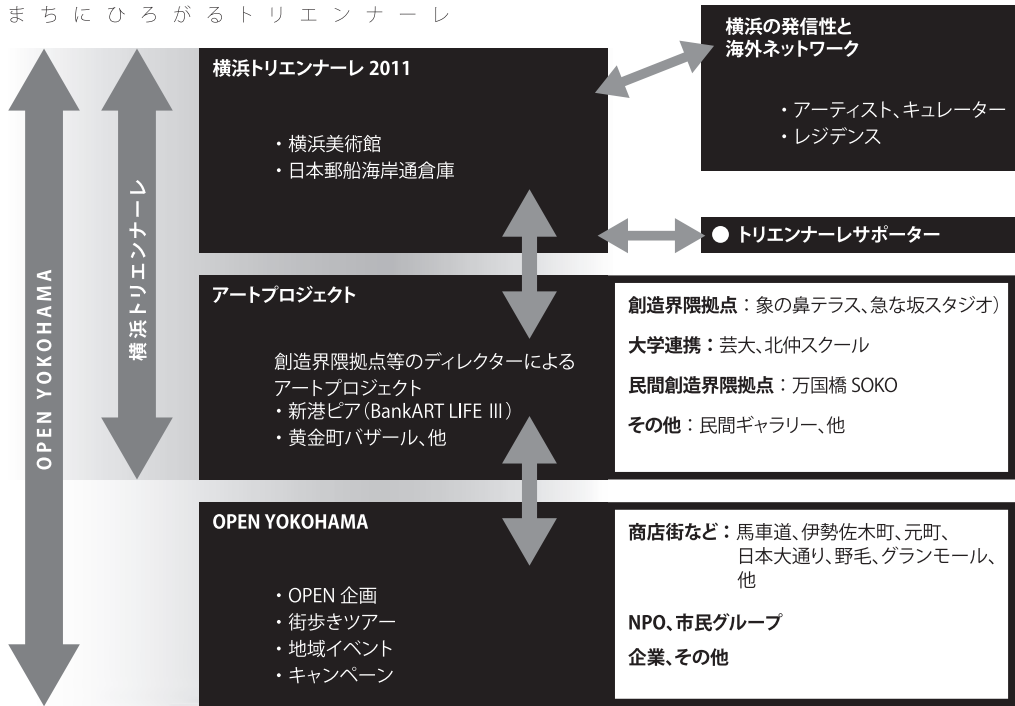 まちにひろがるトリエンナーレ
OPEN YOKOHAMA
横浜トリエンナーレ
横浜トリエンナーレ 2011
・横浜美術館
・日本郵船海岸通倉庫
横浜の発信性と
海外ネットワーク
・アーティスト、キュレーター
・レジデンス
● トリエンナーレサポーター
アートプロジェクト
創造界隈拠点等のディレクターによる
アートプロジェクト
・新港ピア（BankART LIFE Ⅲ）
・黄金町バザール、他
創造界隈拠点：象の鼻テラス、急な坂スタジオ）
大学連携：芸大、北仲スクール
民間創造界隈拠点：万国橋 SOKO
その他：民間ギャラリー、他
OPEN YOKOHAMA
・OPEN 企画
・街歩きツアー
・地域イベント
・キャンペーン
商店街など：馬車道、伊勢佐木町、元町、
日本大通り、野毛、グランモール、
他
NPO、市民グループ
企業、その他